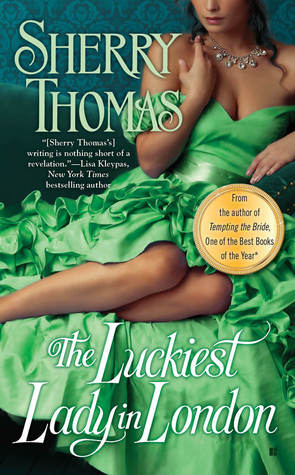 SHERRY
THOMAS
"[Sherry Thomas's]
writing is nothing short of a
revelation."—Lisa Kleypas,
New York Times
bestselling author
From
the author of
Tempting the Bride,
One of the Best Books
of the Year*
The Luckiest
Lady in London